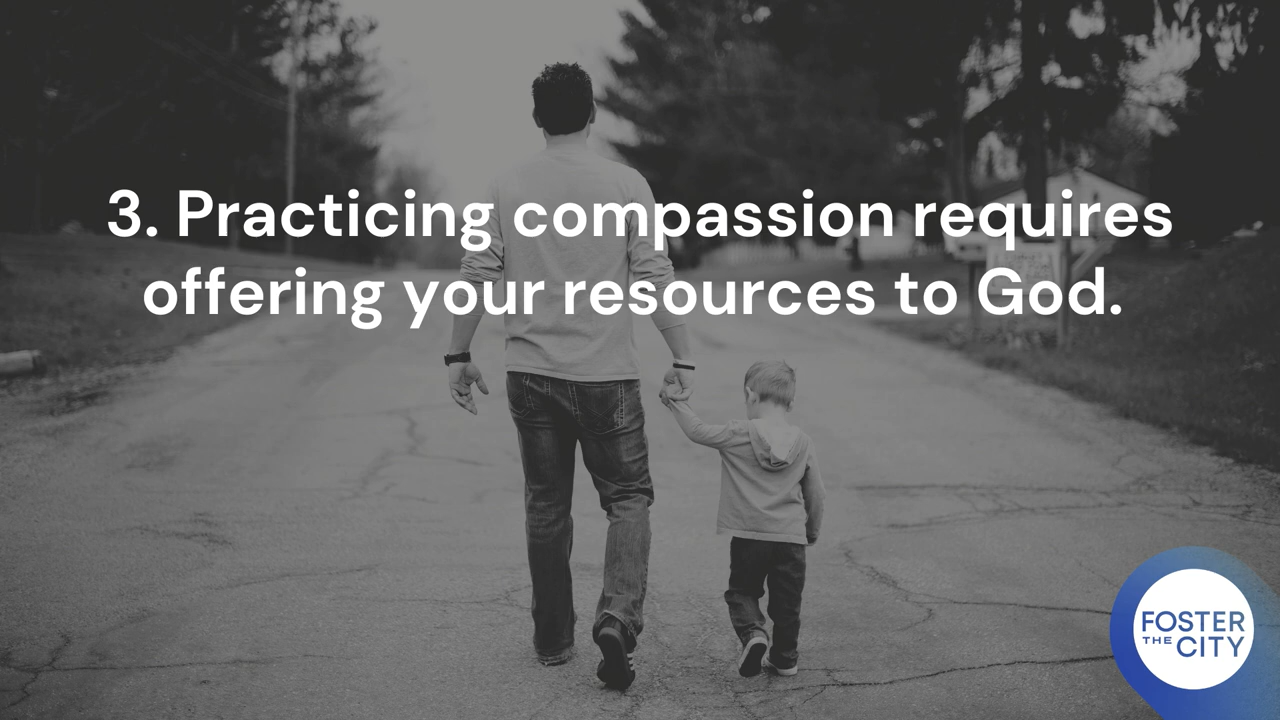 3. Practicing compassion requires
offering your resources to God.
FOSTER
THE CITY